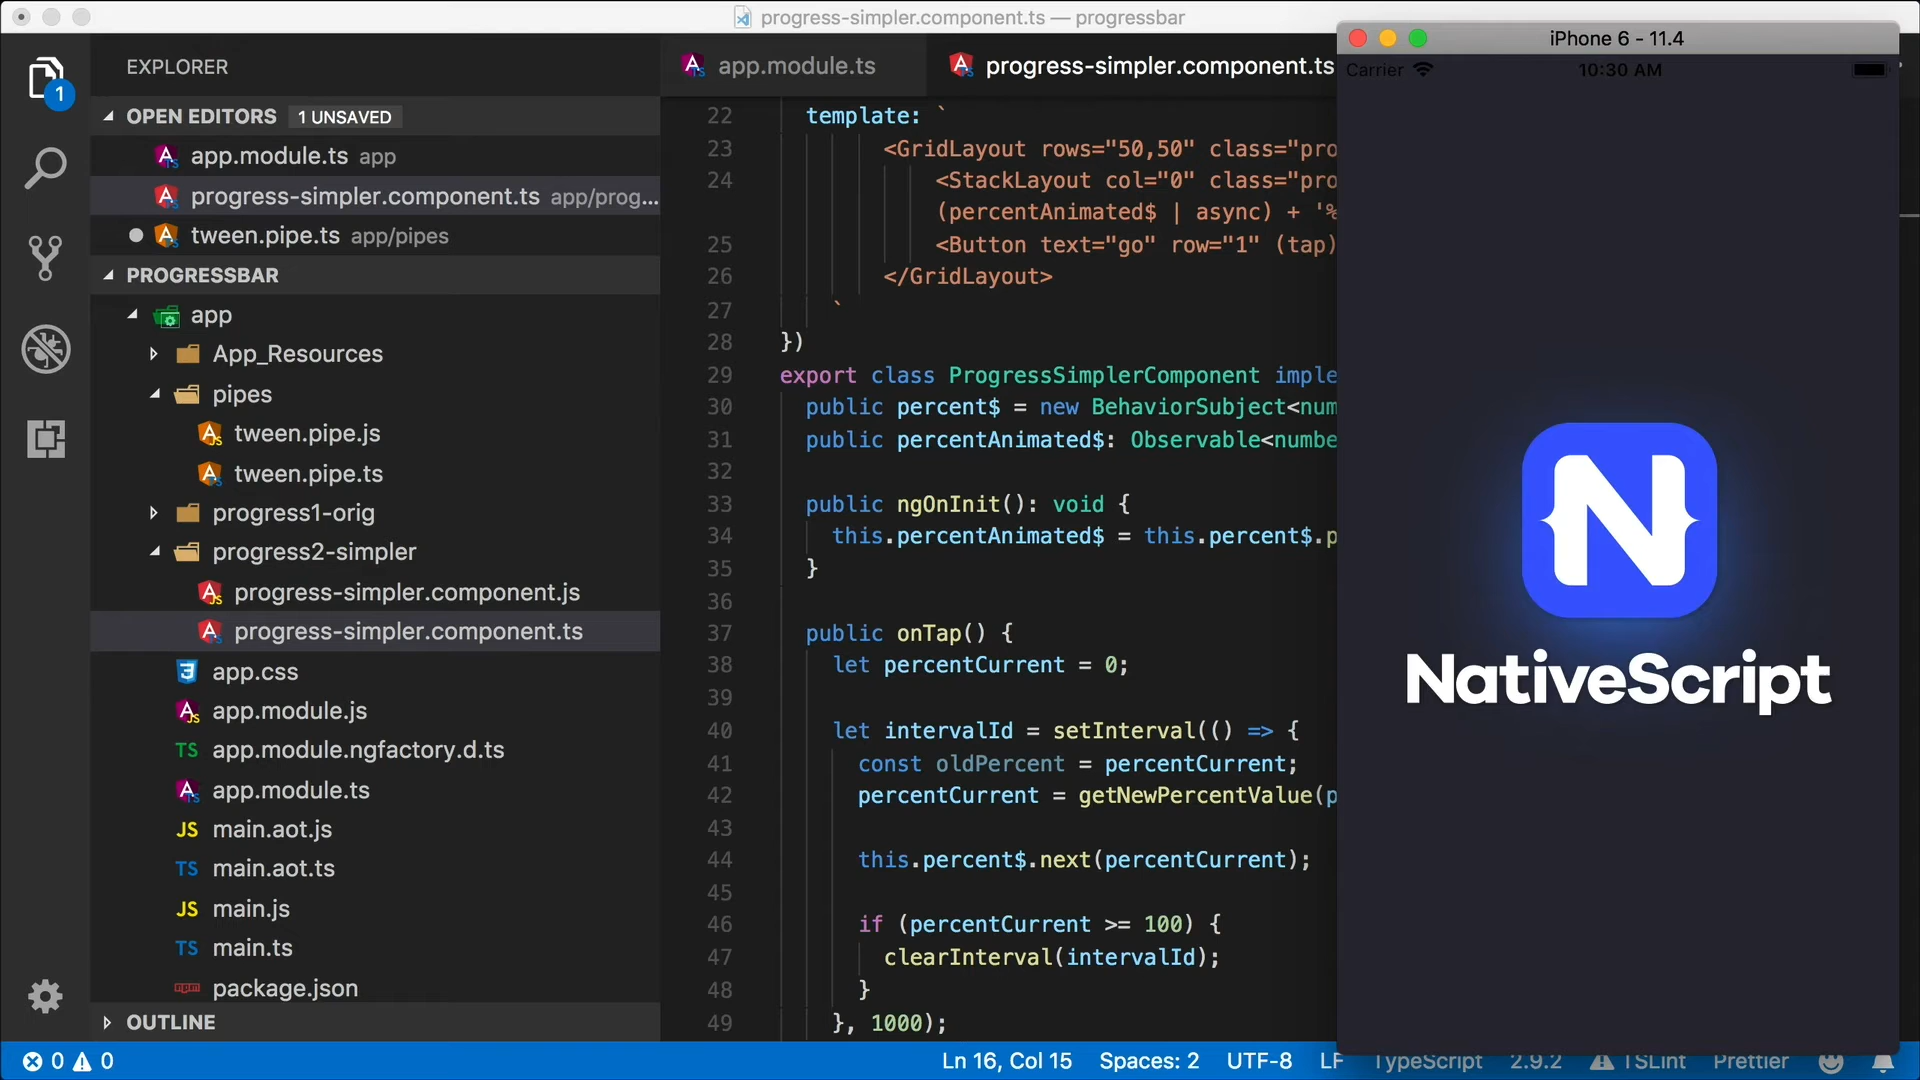 progress-simpler.component.ts — progressbar
EXPLORER
1
OPEN EDITORS 1 UNSAVED
app.module.ts app
progress-simpler.component.ts app/prog...
tween.pipe.ts app/pipes
PROGRESSBAR
app
App_Resources
pipes
tween.pipe.js
tween.pipe.ts
progress1-orig
progress2-simpler
progress-simpler.component.js
progress-simpler.component.ts
app.css
app.module.js
TS app.module.ngfactory.d.ts
app.module.ts
JS main.aot.js
TS main.aot.ts
JS main.js
TS main.ts
package.json
OUTLINE
app.module.ts
progress-simpler.component.ts
22 template: `
23 <GridLayout rows="50,50" class="pro
24 <StackLayout col="0" class="pro
(percentAnimated$ | async) + '%
25 <Button text="go" row="1" (tap)
26 </GridLayout>
27 `
28 })
29 export class ProgressSimplerComponent imple
30 public percent$ = new BehaviorSubject<num
31 public percentAnimated$: Observable<numbe
32
33 public ngOnInit(): void {
34 this.percentAnimated$ = this.percent$.p
35 }
36
37 public onTap() {
38 let percentCurrent = 0;
39
40 let intervalId = setInterval(() => {
41 const oldPercent = percentCurrent;
42 percentCurrent = getNewPercentValue(p
43
44 this.percent$.next(percentCurrent);
45
46 if (percentCurrent >= 100) {
47 clearInterval(intervalId);
48 }
49 }, 1000);
iPhone 6 - 11.4
Carrier 10:30 AM
N
NativeScript
0 0
Ln 16, Col 15 Spaces: 2 UTF-8 LF TypeScript 2.9.2 TSLint Prettier